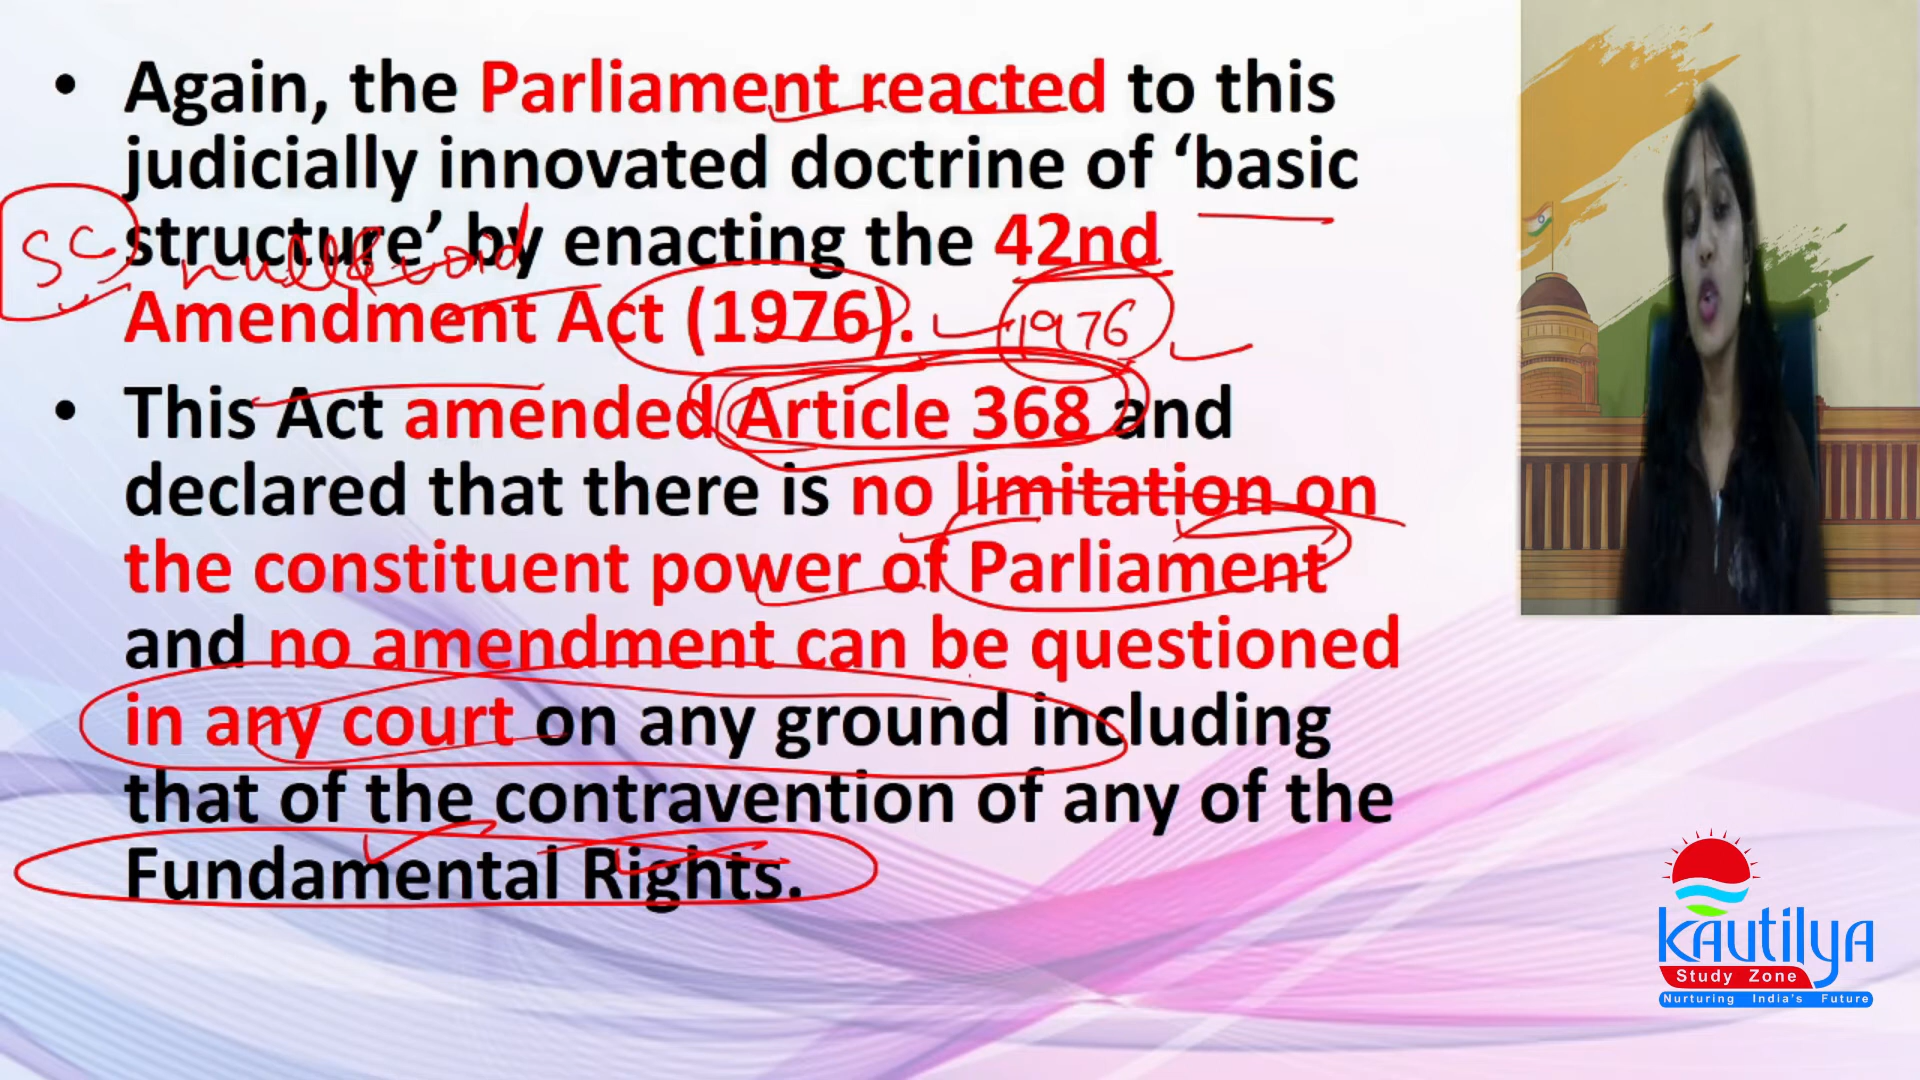 • Again, the Parliament reacted to this
judicially innovated doctrine of ‘basic
structure’ by enacting the 42nd
SC null & void
Amendment Act (1976).
1976
• This Act amended Article 368 and
declared that there is no limitation on
the constituent power of Parliament
and no amendment can be questioned
in any court on any ground including
that of the contravention of any of the
Fundamental Rights.
Kautilya
Study Zone
Nurturing India's Future